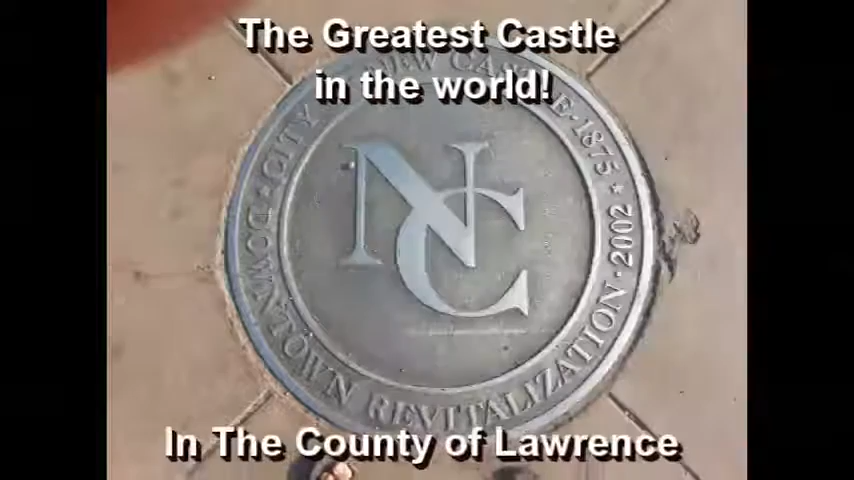 The Greatest Castle
in the world!
CITY NEW CASTLE·1875 ★ 2002·
DOWNTOWN REVITALIZATION
NC
In The County of Lawrence